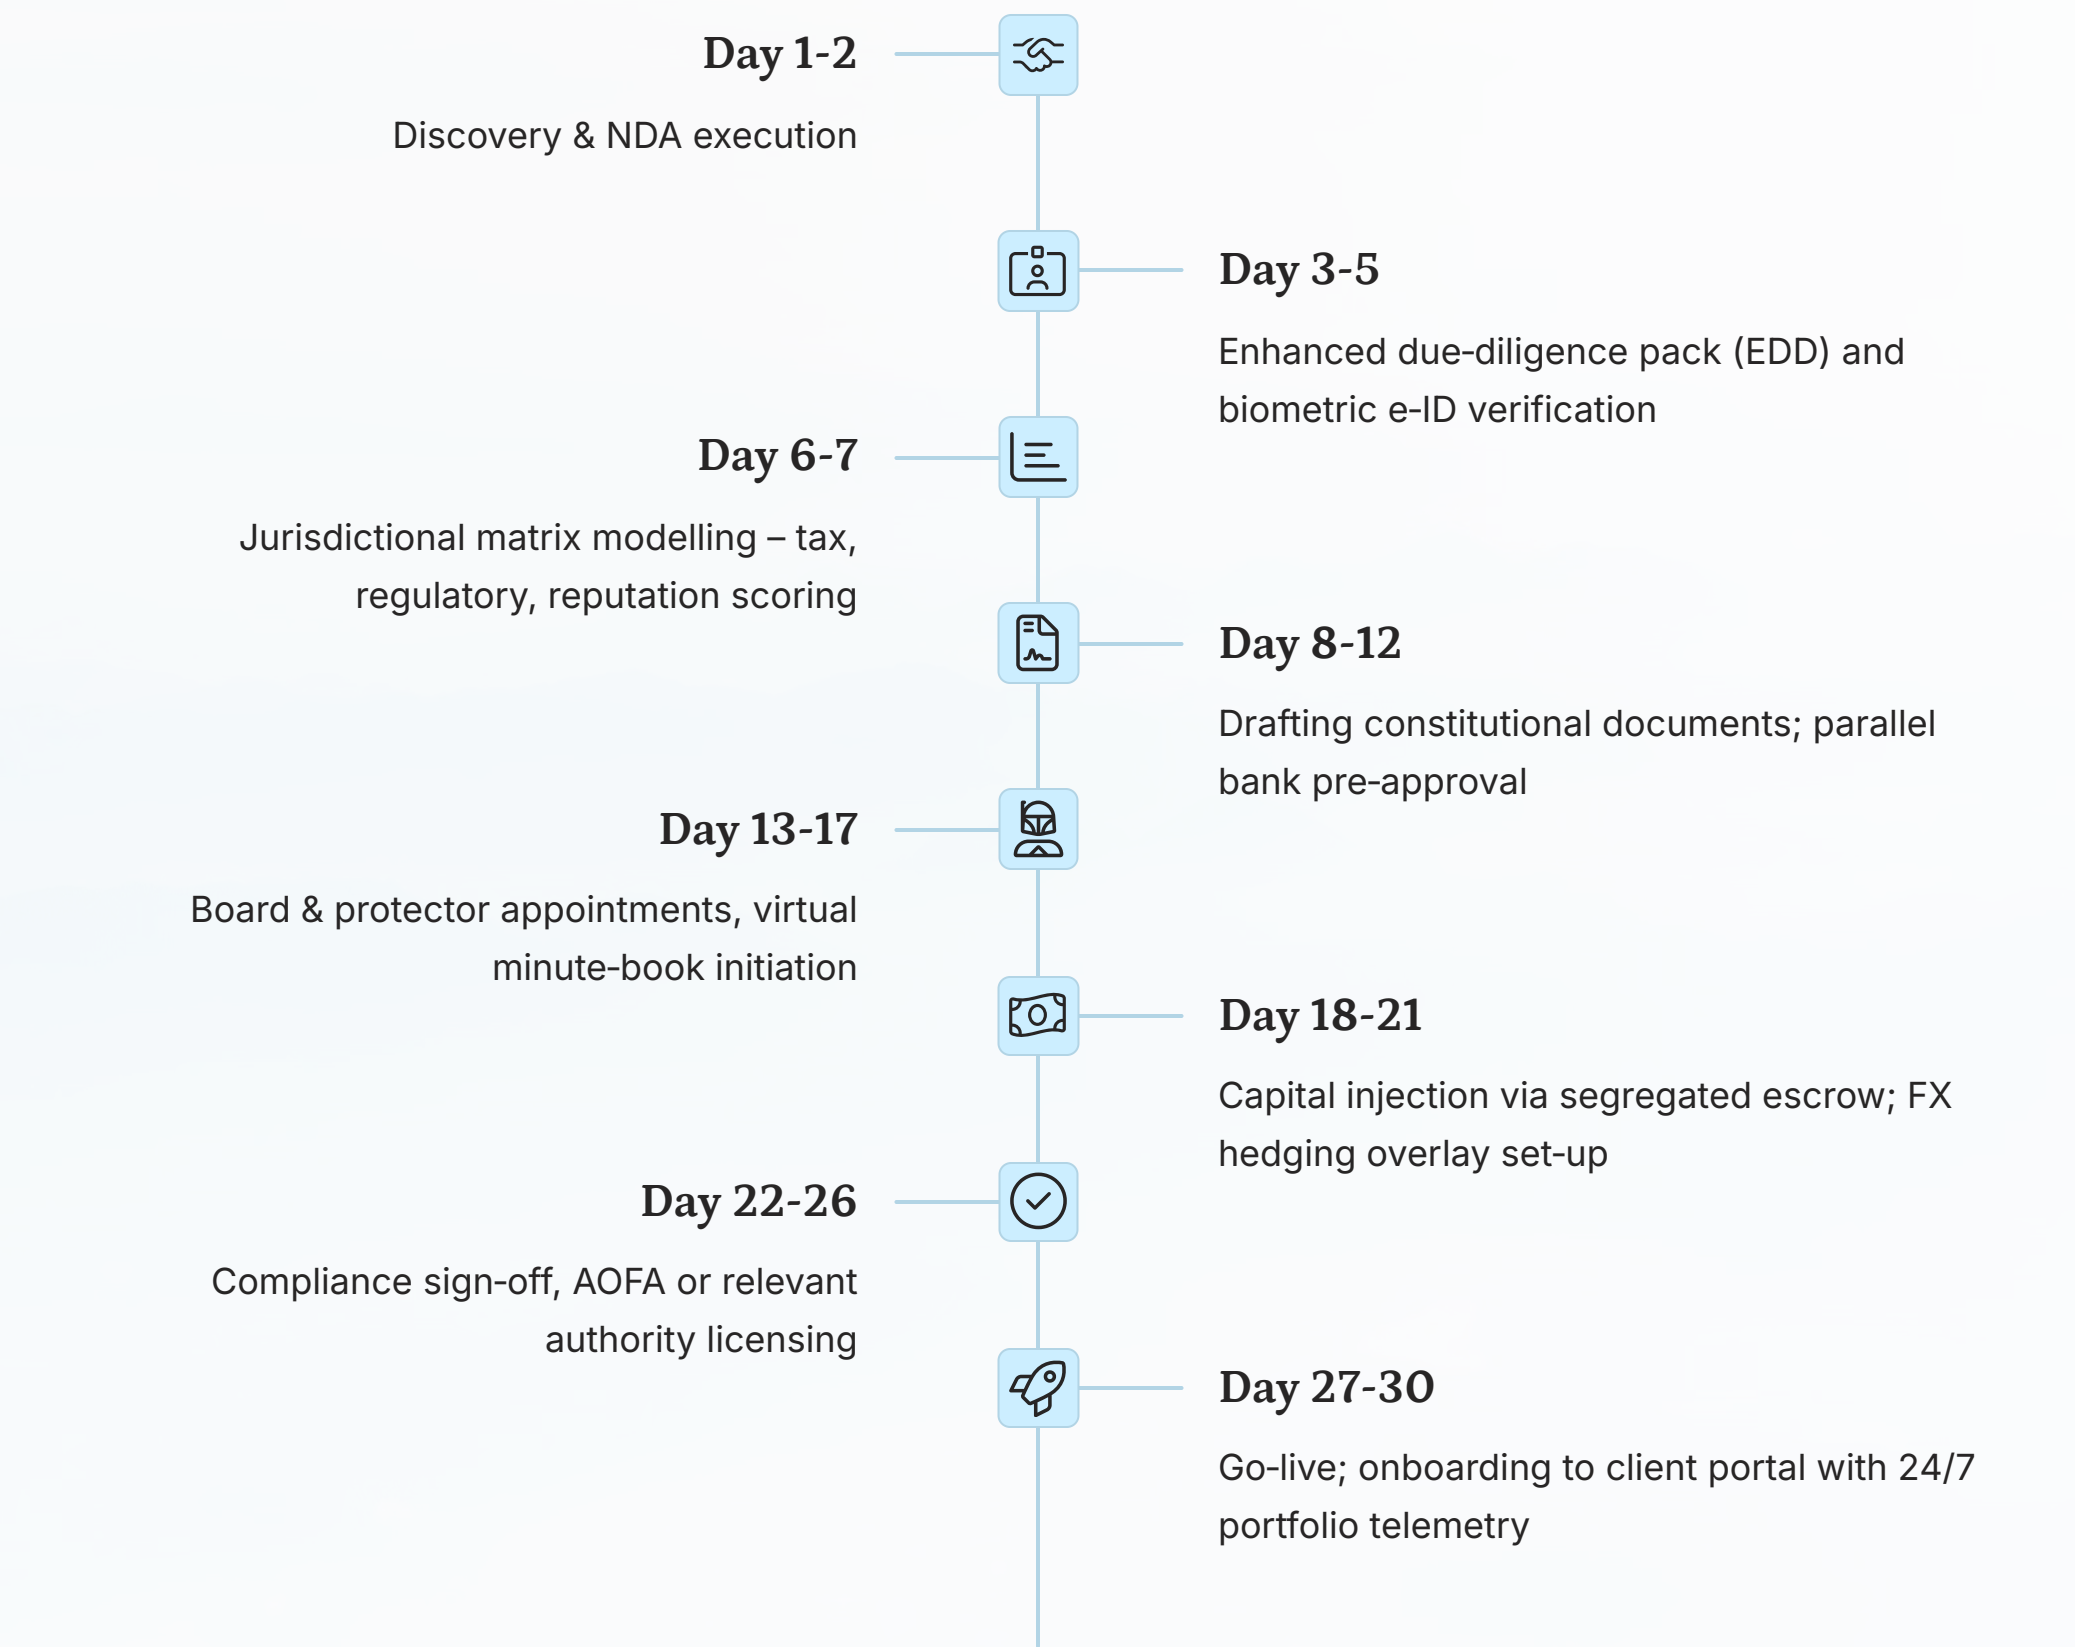 Day 1-2
Discovery & NDA execution
Day 3-5
Enhanced due-diligence pack (EDD) and
biometric e-ID verification
Day 6-7
Jurisdictional matrix modelling – tax,
regulatory, reputation scoring
Day 8-12
Drafting constitutional documents; parallel
bank pre-approval
Day 13-17
Board & protector appointments, virtual
minute-book initiation
Day 18-21
Capital injection via segregated escrow; FX
hedging overlay set-up
Day 22-26
Compliance sign-off, AOFA or relevant
authority licensing
Day 27-30
Go-live; onboarding to client portal with 24/7
portfolio telemetry